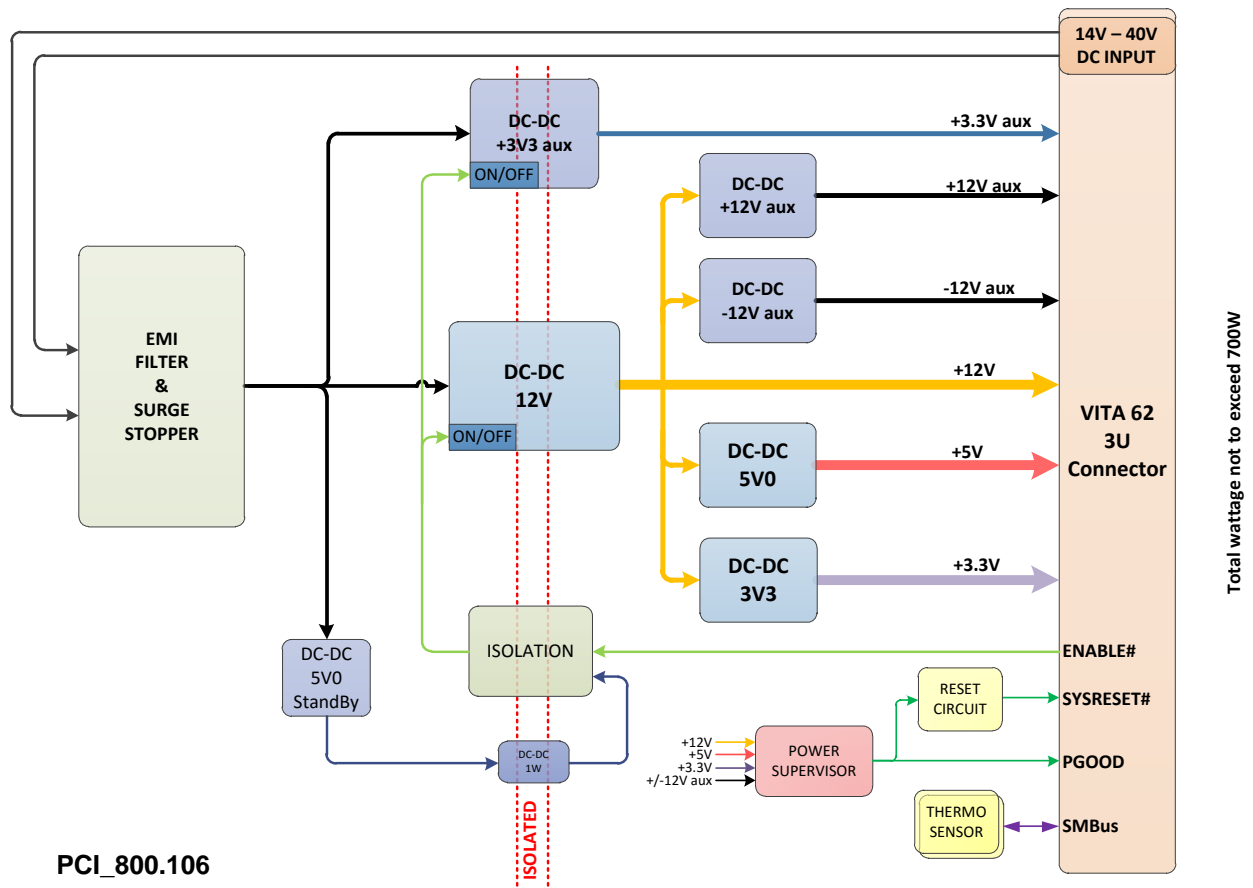 14V – 40V
DC INPUT
DC-DC
+3V3 aux
ON/OFF
+3.3V aux
DC-DC
+12V aux
+12V aux
DC-DC
-12V aux
-12V aux
EMI
FILTER
&
SURGE
STOPPER
DC-DC
12V
ON/OFF
+12V
VITA 62
3U
Connector
Total wattage not to exceed 700W
DC-DC
5V0
+5V
DC-DC
3V3
+3.3V
DC-DC
5V0
StandBy
ISOLATION
ENABLE#
RESET
CIRCUIT
SYSRESET#
DC-DC
1W
+12V
+5V
+3.3V
+/-12V aux
POWER
SUPERVISOR
PGOOD
THERMO
SENSOR
SMBus
ISOLATED
PCI_800.106